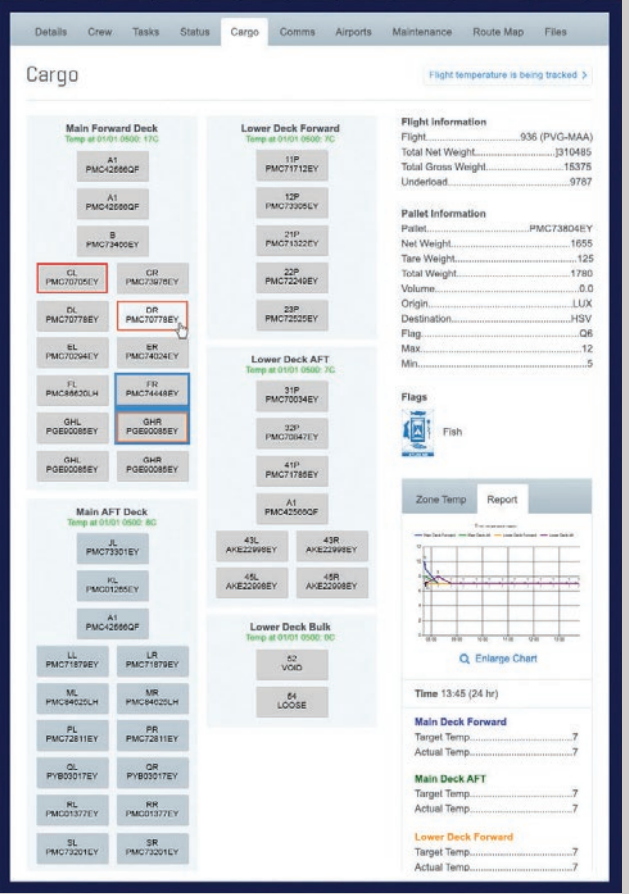 Details Crew Tasks Status Cargo Comms Airports Maintenance Route Map Files
Cargo
Flight temperature is being tracked >
Main Forward Deck
Temp at 01/01 0500: 17C
A1
PMC42566QF
A1
PMC42566QF
B
PMC73400EY
CL
PMC70705EY
CR
PMC73976EY
DL
PMC70778EY
DR
PMC70778EY
EL
PMC70294EY
ER
PMC74024EY
FL
PMC86620LH
FR
PMC74448EY
GHL
PGE90085EY
GHR
PGE90085EY
GHL
PGE90085EY
GHR
PGE90085EY
Main AFT Deck
Temp at 01/01 0500: 8C
JL
PMC73301EY
KL
PMC01265EY
A1
PMC42566QF
LL
PMC71879EY
LR
PMC71879EY
ML
PMC84625LH
MR
PMC84625LH
PL
PMC72811EY
PR
PMC72811EY
QL
PYB03017EY
QR
PYB03017EY
RL
PMC01377EY
RR
PMC01377EY
SL
PMC73201EY
SR
PMC73201EY
Lower Deck Forward
Temp at 01/01 0500: 7C
11P
PMC71712EY
12P
PMC73305EY
21P
PMC71322EY
22P
PMC72249EY
23P
PMC72525EY
Lower Deck AFT
Temp at 01/01 0500: 7C
31P
PMC70034EY
32P
PMC70847EY
41P
PMC71785EY
A1
PMC42566QF
43L
AKE22998EY
43R
AKE22998EY
45L
AKE22998EY
45R
AKE22998EY
Lower Deck Bulk
Temp at 01/01 0500: 0C
52
VOID
54
LOOSE
Flight Information
Flight...936 (PVG-MAA)
Total Net Weight...]310485
Total Gross Weight...15375
Underload...9787
Pallet Information
Pallet...PMC73804EY
Net Weight...1655
Tare Weight...125
Total Weight...1780
Volume...0.0
Origin...LUX
Destination...HSV
Flag...Q6
Max...12
Min...5
Flags
Fish
Zone Temp Report
Enlarge Chart
Time 13:45 (24 hr)
Main Deck Forward
Target Temp...7
Actual Temp...7
Main Deck AFT
Target Temp...7
Actual Temp...7
Lower Deck Forward
Target Temp...7
Actual Temp...7